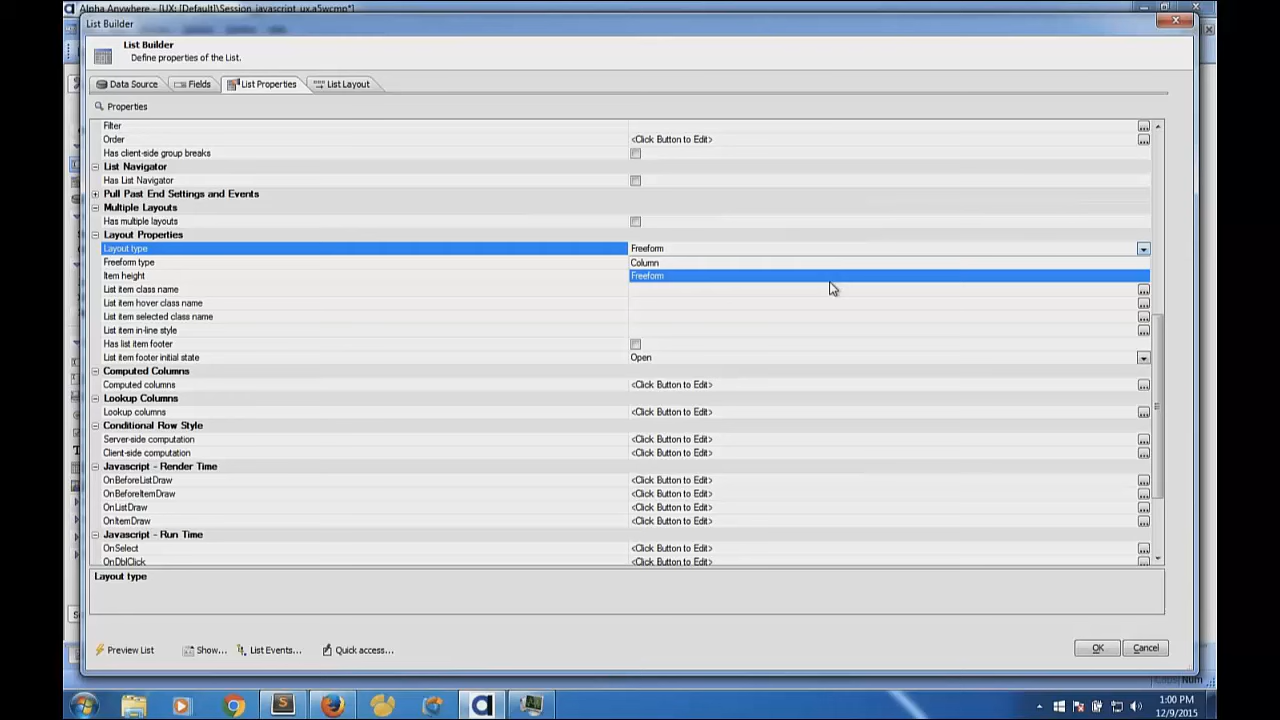 Alpha Anywhere - [UX: [Default]\Session_javascript_ux.a5wcmp*]
List Builder
List Builder
Define properties of the List.
Data Source Fields List Properties List Layout
Properties
Filter
Order <Click Button to Edit>
Has client-side group breaks
List Navigator
Has List Navigator
Pull Past End Settings and Events
Multiple Layouts
Has multiple layouts
Layout Properties
Layout type Freeform
Freeform type Column
Item height Freeform
List item class name
List item hover class name
List item selected class name
List item in-line style
Has list item footer
List item footer initial state Open
Computed Columns
Computed columns <Click Button to Edit>
Lookup Columns
Lookup columns <Click Button to Edit>
Conditional Row Style
Server-side computation <Click Button to Edit>
Client-side computation <Click Button to Edit>
Javascript - Render Time
OnBeforeListDraw <Click Button to Edit>
OnBeforeItemDraw <Click Button to Edit>
OnListDraw <Click Button to Edit>
OnItemDraw <Click Button to Edit>
Javascript - Run Time
OnSelect <Click Button to Edit>
OnDblClick <Click Button to Edit>
Layout type
Preview List Show... List Events... Quick access... OK Cancel
Num
1:00 PM
12/9/2015